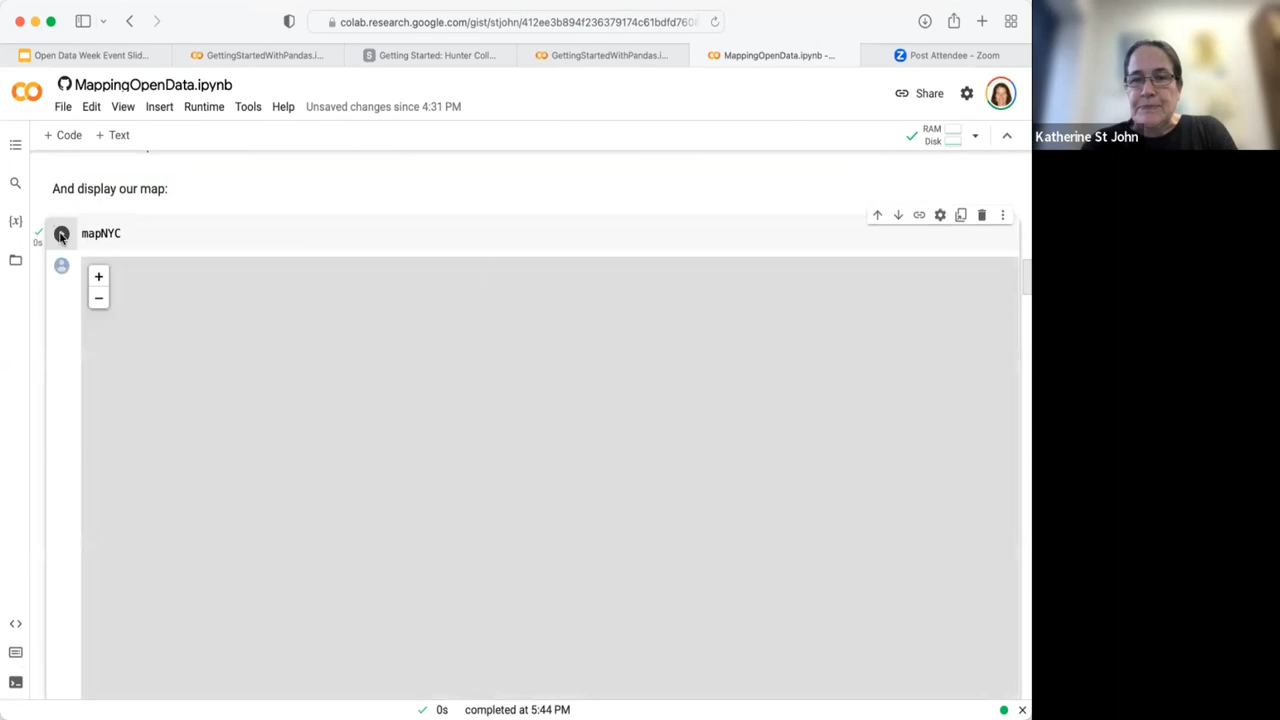 colab.research.google.com/gist/stjohn/412ee3b894f236379174c61bdfd760
Open Data Week Event Slid...
GettingStartedWithPandas.i...
Getting Started: Hunter Coll...
GettingStartedWithPandas.i...
MappingOpenData.ipynb -...
Post Attendee - Zoom
MappingOpenData.ipynb
File Edit View Insert Runtime Tools Help Unsaved changes since 4:31 PM
Share
+ Code + Text
RAM
Disk
Katherine St John
And display our map:
mapNYC
0s
+
−
{x}
0s completed at 5:44 PM